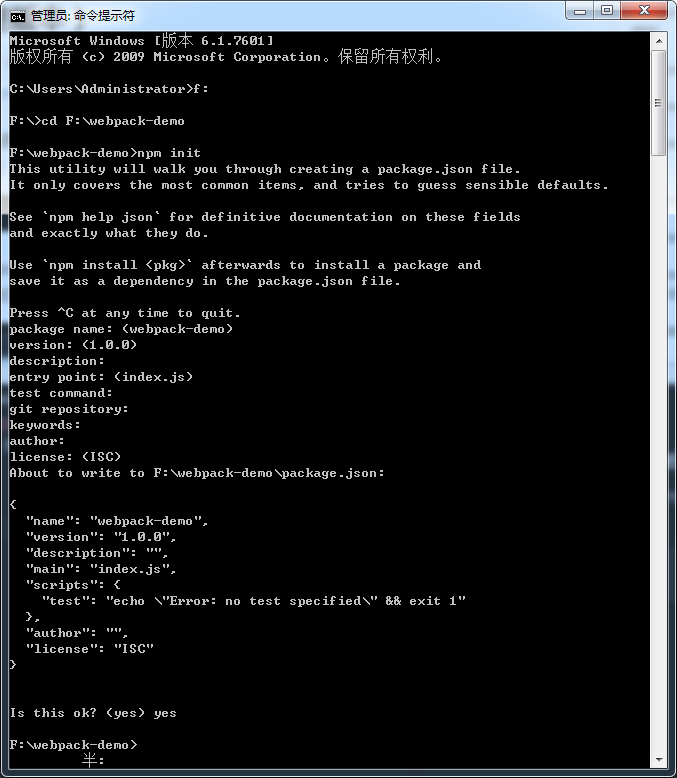 管理员: 命令提示符
Microsoft Windows [版本 6.1.7601]
版权所有 (c) 2009 Microsoft Corporation。保留所有权利。
C:\Users\Administrator>f:
F:\>cd F:\webpack-demo
F:\webpack-demo>npm init
This utility will walk you through creating a package.json file.
It only covers the most common items, and tries to guess sensible defaults.
See `npm help json` for definitive documentation on these fields
and exactly what they do.
Use `npm install <pkg>` afterwards to install a package and
save it as a dependency in the package.json file.
Press ^C at any time to quit.
package name: (webpack-demo)
version: (1.0.0)
description:
entry point: (index.js)
test command:
git repository:
keywords:
author:
license: (ISC)
About to write to F:\webpack-demo\package.json:
{
  "name": "webpack-demo",
  "version": "1.0.0",
  "description": "",
  "main": "index.js",
  "scripts": {
    "test": "echo \"Error: no test specified\" && exit 1"
  },
  "author": "",
  "license": "ISC"
}
Is this ok? (yes) yes
F:\webpack-demo>
半: